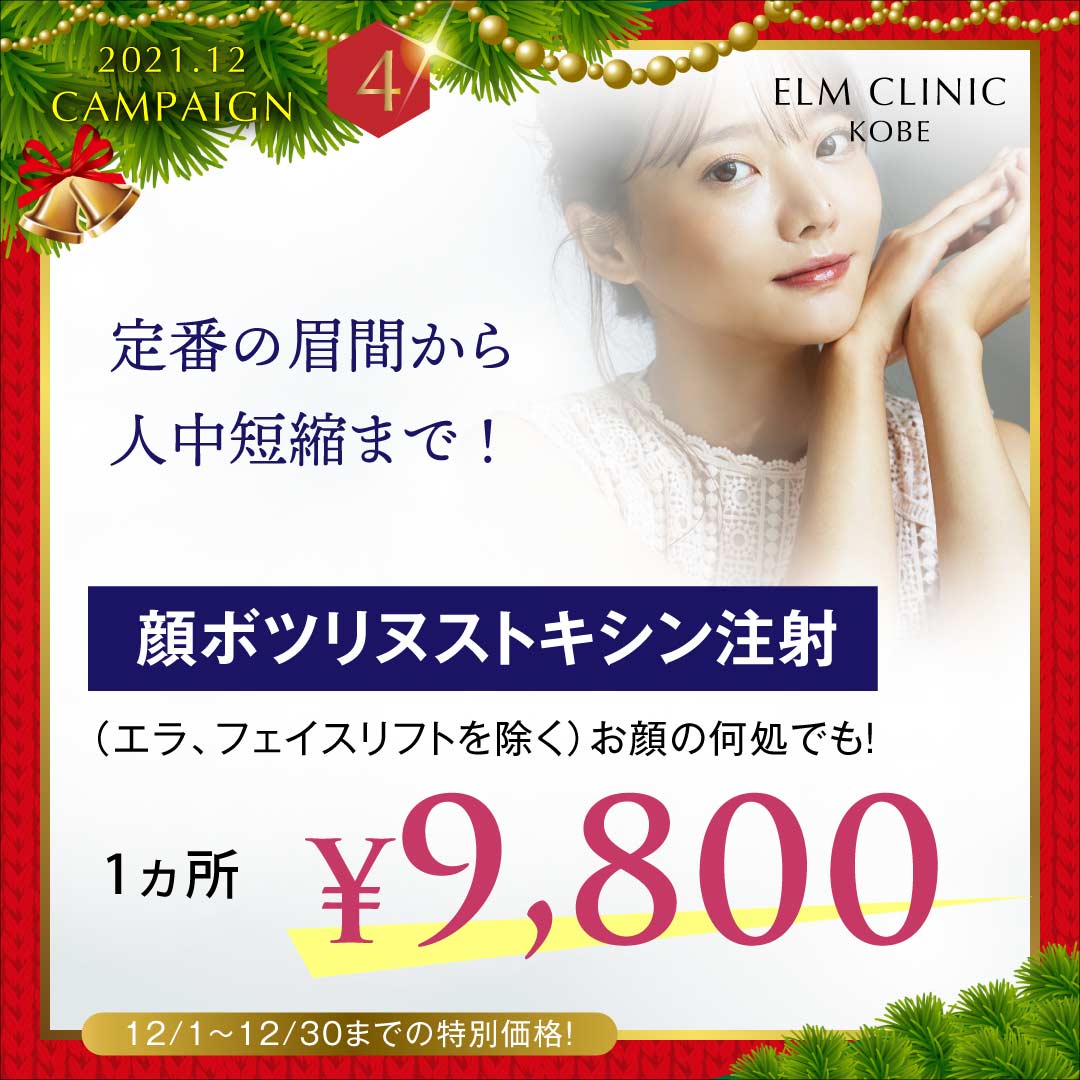 2021.12
CAMPAIGN
4
ELM CLINIC
KOBE
定番の眉間から
人中短縮まで！
顔ボツリヌストキシン注射
（エラ、フェイスリフトを除く）お顔の何処でも!
1ヵ所 ¥9,800
12/1～12/30までの特別価格!